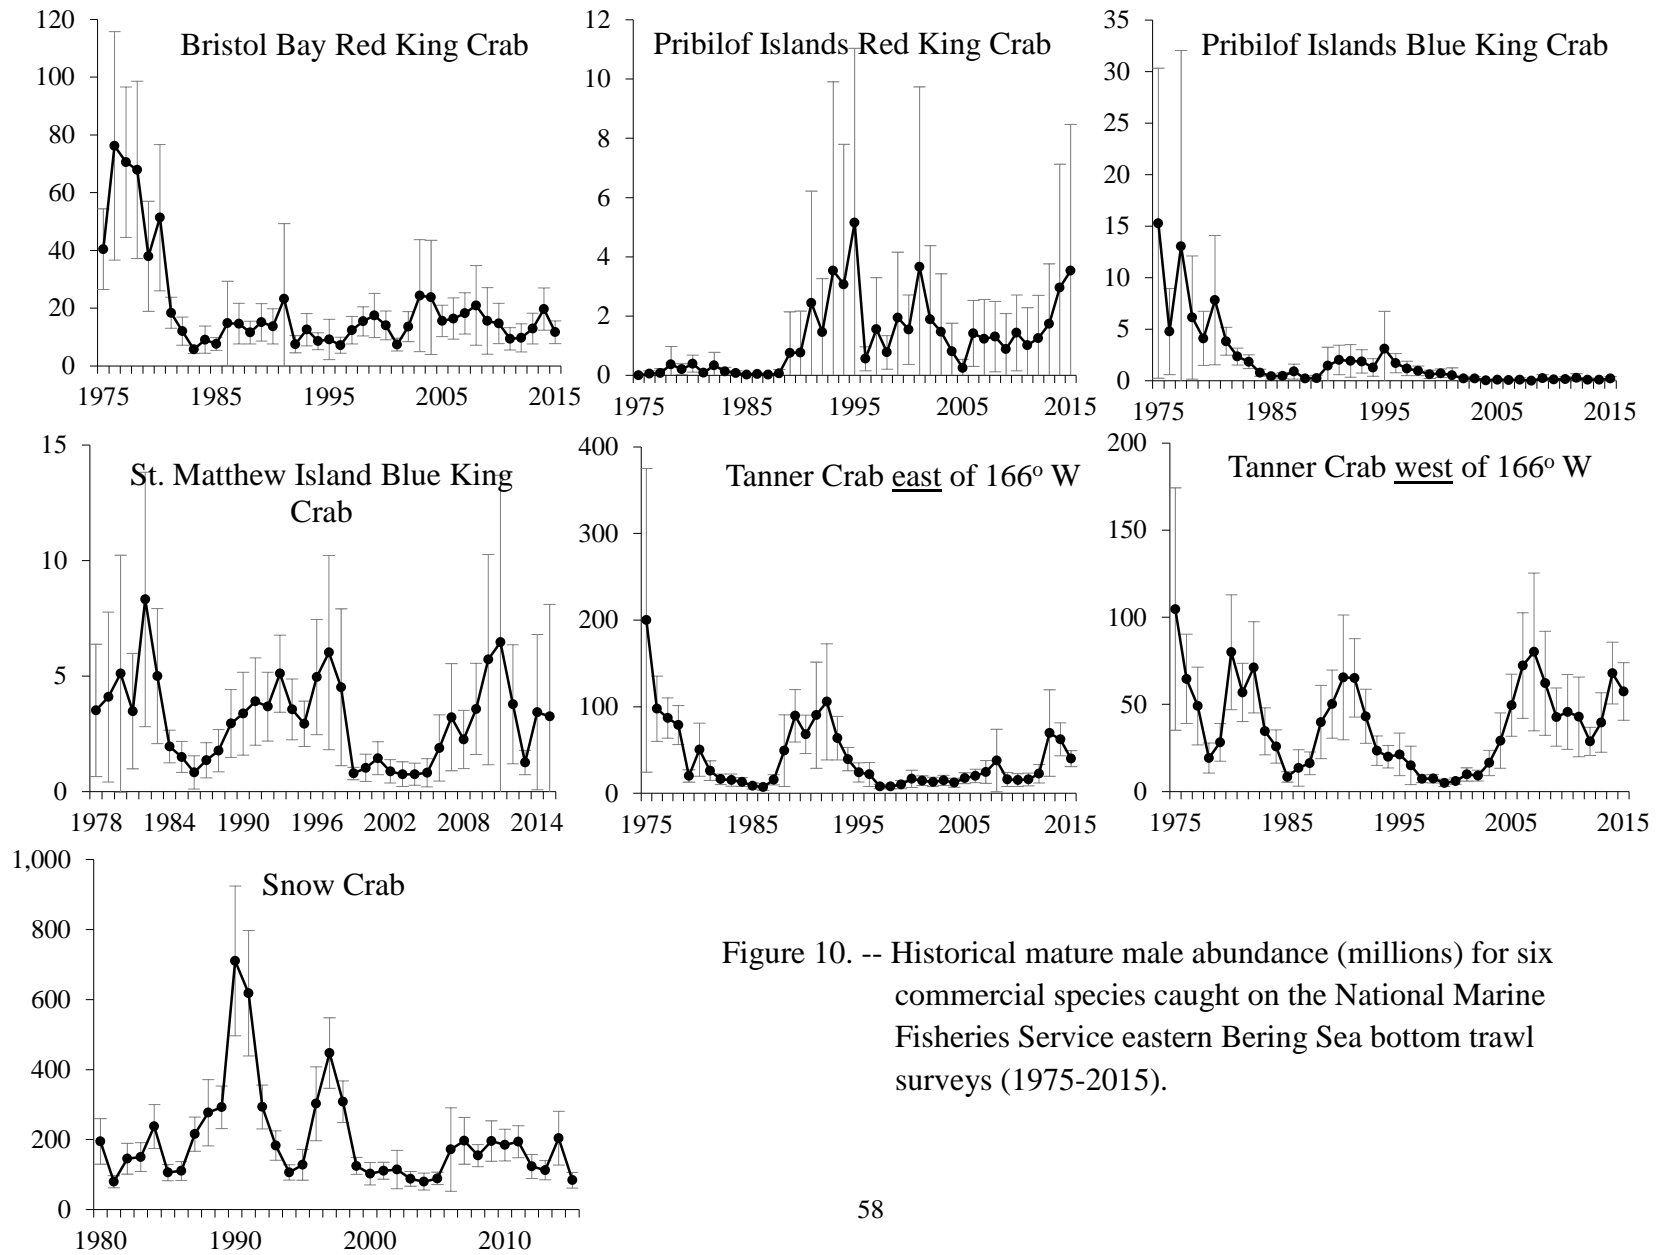 Bristol Bay Red King Crab
120
100
80
60
40
20
0
1975 1985 1995 2005 2015
Pribilof Islands Red King Crab
12
10
8
6
4
2
0
1975 1985 1995 2005 2015
Pribilof Islands Blue King Crab
35
30
25
20
15
10
5
0
1975 1985 1995 2005 2015
St. Matthew Island Blue King
Crab
15
10
5
0
1978 1984 1990 1996 2002 2008 2014
Tanner Crab east of 166º W
400
300
200
100
0
1975 1985 1995 2005 2015
Tanner Crab west of 166º W
200
150
100
50
0
1975 1985 1995 2005 2015
Snow Crab
1,000
800
600
400
200
0
1980 1990 2000 2010
Figure 10. -- Historical mature male abundance (millions) for six
commercial species caught on the National Marine
Fisheries Service eastern Bering Sea bottom trawl
surveys (1975-2015).
58